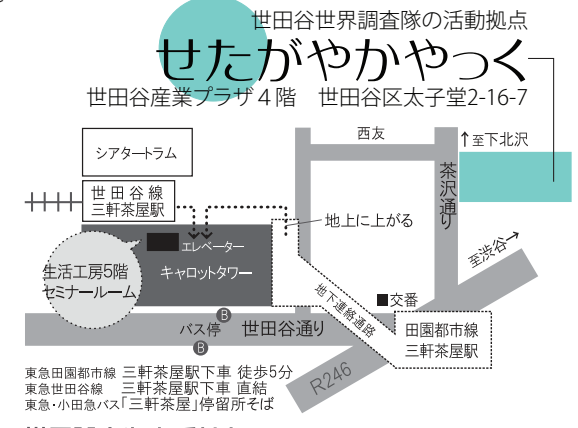 世田谷世界調査隊の活動拠点
せたがやかやっく
世田谷産業プラザ4階 世田谷区太子堂2-16-7
西友
↑至下北沢
シアタートラム
茶沢通り
世田谷線
三軒茶屋駅
地上に上がる
エレベーター
至渋谷→
生活工房5階
セミナールーム
キャロットタワー
地下連絡通路
交番
B
バス停
世田谷通り
田園都市線
三軒茶屋駅
B
東急田園都市線 三軒茶屋駅下車 徒歩5分
東急世田谷線 三軒茶屋駅下車 直結
東急・小田急バス「三軒茶屋」停留所そば
R246